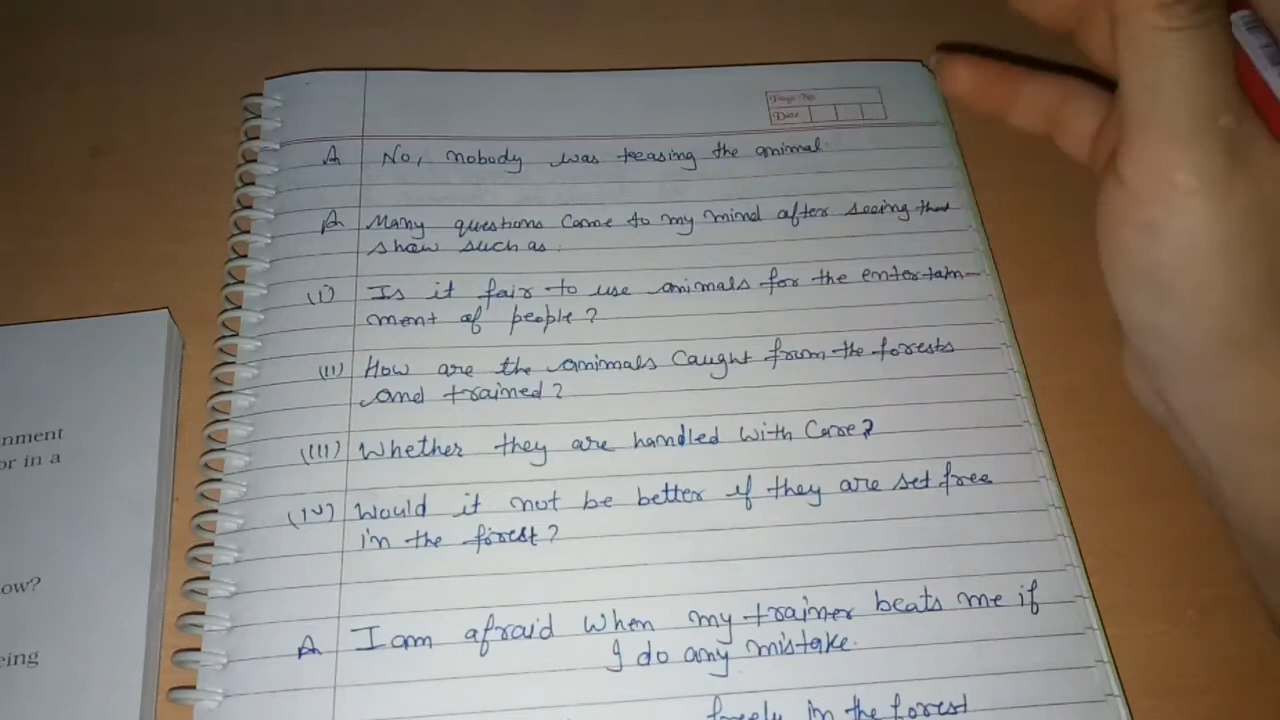 Page No.
Date
A No, nobody was teasing the animal.
A Many questions come to my mind after seeing that
show such as.
(i) Is it fair to use animals for the entertain-
ment of people?
(ii) How are the animals caught from the forests
and trained?
(iii) Whether they are handled with care?
(iv) Would it not be better if they are set free
in the forest?
A I am afraid when my trainer beats me if
I do any mistake.
freely in the forest
nment
or in a
ow?
eing